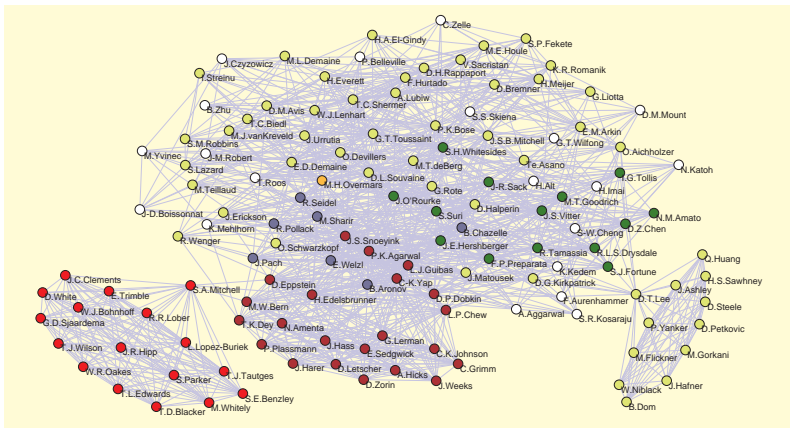 C.Zelle
H.A.El-Gindy
S.P.Fekete
M.E.Houle
J.Czyzowicz
M.L.Demaine
P.Belleville
V.Sacristan
I.Streinu
H.Everett
D.H.Rappaport
K.R.Romanik
F.Hurtado
H.Meijer
D.Bremner
G.Liotta
A.Lubiw
T.C.Shermer
B.Zhu
D.M.Avis
W.J.Lenhart
S.S.Skiena
D.M.Mount
T.C.Biedl
P.K.Bose
E.M.Arkin
M.J.vanKreveld
J.Urrutia
G.T.Toussaint
J.S.B.Mitchell
G.T.Wilfong
S.M.Robbins
S.H.Whitesides
O.Aichholzer
M.Yvinec
J-M.Robert
O.Devillers
S.Lazard
E.D.Demaine
M.T.deBerg
Te.Asano
N.Katoh
D.L.Souvaine
T.G.Tollis
M.Teillaud
T.Roos
M.H.Overmars
G.Rote
J-R.Sack
H.Alt
H.Imai
R.Seidel
J.O'Rourke
M.T.Goodrich
J-D.Boissonnat
J.Erickson
M.Sharir
S.Suri
D.Halperin
J.S.Vitter
N.M.Amato
K.Mehlhorn
R.Pollack
B.Chazelle
S-W.Cheng
D.Z.Chen
R.Wenger
O.Schwarzkopf
J.S.Snoeyink
J.E.Hershberger
R.Tamassia
R.L.S.Drysdale
P.K.Agarwal
J.Pach
E.Welzl
L.J.Guibas
F.P.Preparata
K.Kedem
S.J.Fortune
Q.Huang
J.C.Clements
S.A.Mitchell
D.Eppstein
B.Aronov
C-K.Yap
J.Matousek
D.G.Kirkpatrick
J.Ashley
H.S.Sawhney
D.White
E.Trimble
H.Edelsbrunner
D.P.Dobkin
F.Aurenhammer
D.T.Lee
D.Steele
W.J.Bohnhoff
R.R.Lober
M.W.Bern
L.P.Chew
A.Aggarwal
S.R.Kosaraju
G.D.Sjaardema
T.K.Dey
N.Amenta
P.Yanker
D.Petkovic
T.J.Wilson
J.R.Hipp
L.Lopez-Buriek
P.Plassmann
J.Hass
G.Lerman
E.Sedgwick
C.K.Johnson
M.Flickner
M.Gorkani
W.R.Oakes
S.Parker
T.J.Tautges
J.Harer
D.Letscher
A.Hicks
C.Grimm
T.L.Edwards
S.E.Benzley
D.Zorin
J.Weeks
W.Niblack
J.Hafner
T.D.Blacker
M.Whitely
B.Dom